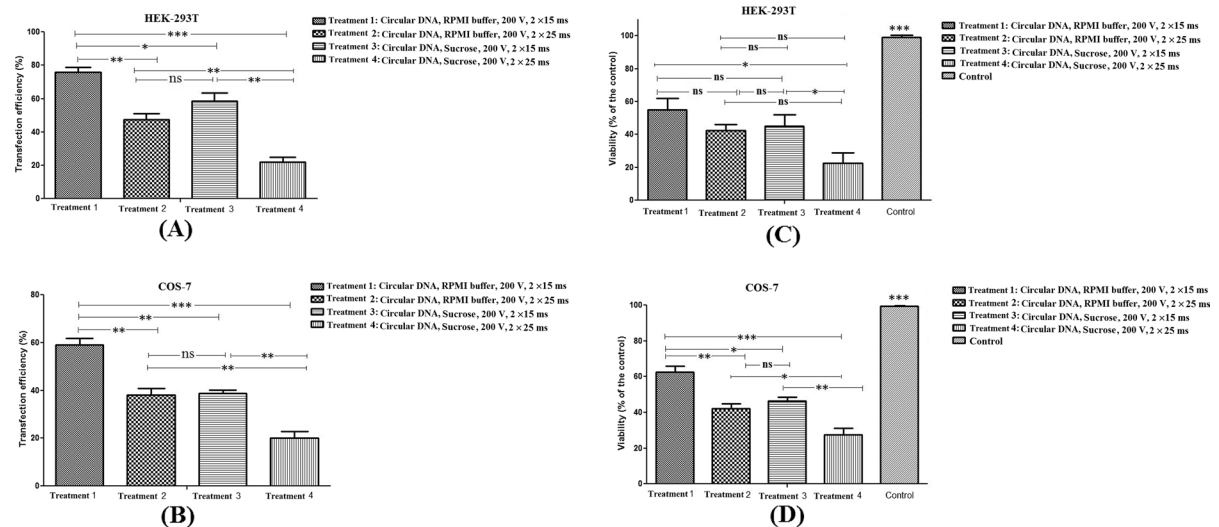 HEK-293T
Transfection efficiency (%)
100
80
60
40
20
0
***
*
**
**
ns
**
Treatment 1
Treatment 2
Treatment 3
Treatment 4
Treatment 1: Circular DNA, RPMI buffer, 200 V, 2 ×15 ms
Treatment 2: Circular DNA, RPMI buffer, 200 V, 2 ×25 ms
Treatment 3: Circular DNA, Sucrose, 200 V, 2 ×15 ms
Treatment 4: Circular DNA, Sucrose, 200 V, 2 ×25 ms
(A)
HEK-293T
Viability (% of the control)
100
80
60
40
20
0
***
ns
ns
*
ns
ns
ns
*
ns
Treatment 1
Treatment 2
Treatment 3
Treatment 4
Control
Treatment 1: Circular DNA, RPMI buffer, 200 V, 2 ×15 ms
Treatment 2: Circular DNA, RPMI buffer, 200 V, 2 ×25 ms
Treatment 3: Circular DNA, Sucrose, 200 V, 2 ×15 ms
Treatment 4: Circular DNA, Sucrose, 200 V, 2 ×25 ms
Control
(C)
COS-7
Transfection efficiency (%)
80
60
40
20
0
***
**
**
ns
**
**
Treatment 1
Treatment 2
Treatment 3
Treatment 4
Treatment 1: Circular DNA, RPMI buffer, 200 V, 2 ×15 ms
Treatment 2: Circular DNA, RPMI buffer, 200 V, 2 ×25 ms
Treatment 3: Circular DNA, Sucrose, 200 V, 2 ×15 ms
Treatment 4: Circular DNA, Sucrose, 200 V, 2 ×25 ms
(B)
COS-7
Viability (% of the control)
100
80
60
40
20
0
***
***
*
**
ns
*
**
Treatment 1
Treatment 2
Treatment 3
Treatment 4
Control
Treatment 1: Circular DNA, RPMI buffer, 200 V, 2 ×15 ms
Treatment 2: Circular DNA, RPMI buffer, 200 V, 2 ×25 ms
Treatment 3: Circular DNA, Sucrose, 200 V, 2 ×15 ms
Treatment 4: Circular DNA, Sucrose, 200 V, 2 ×25 ms
Control
(D)